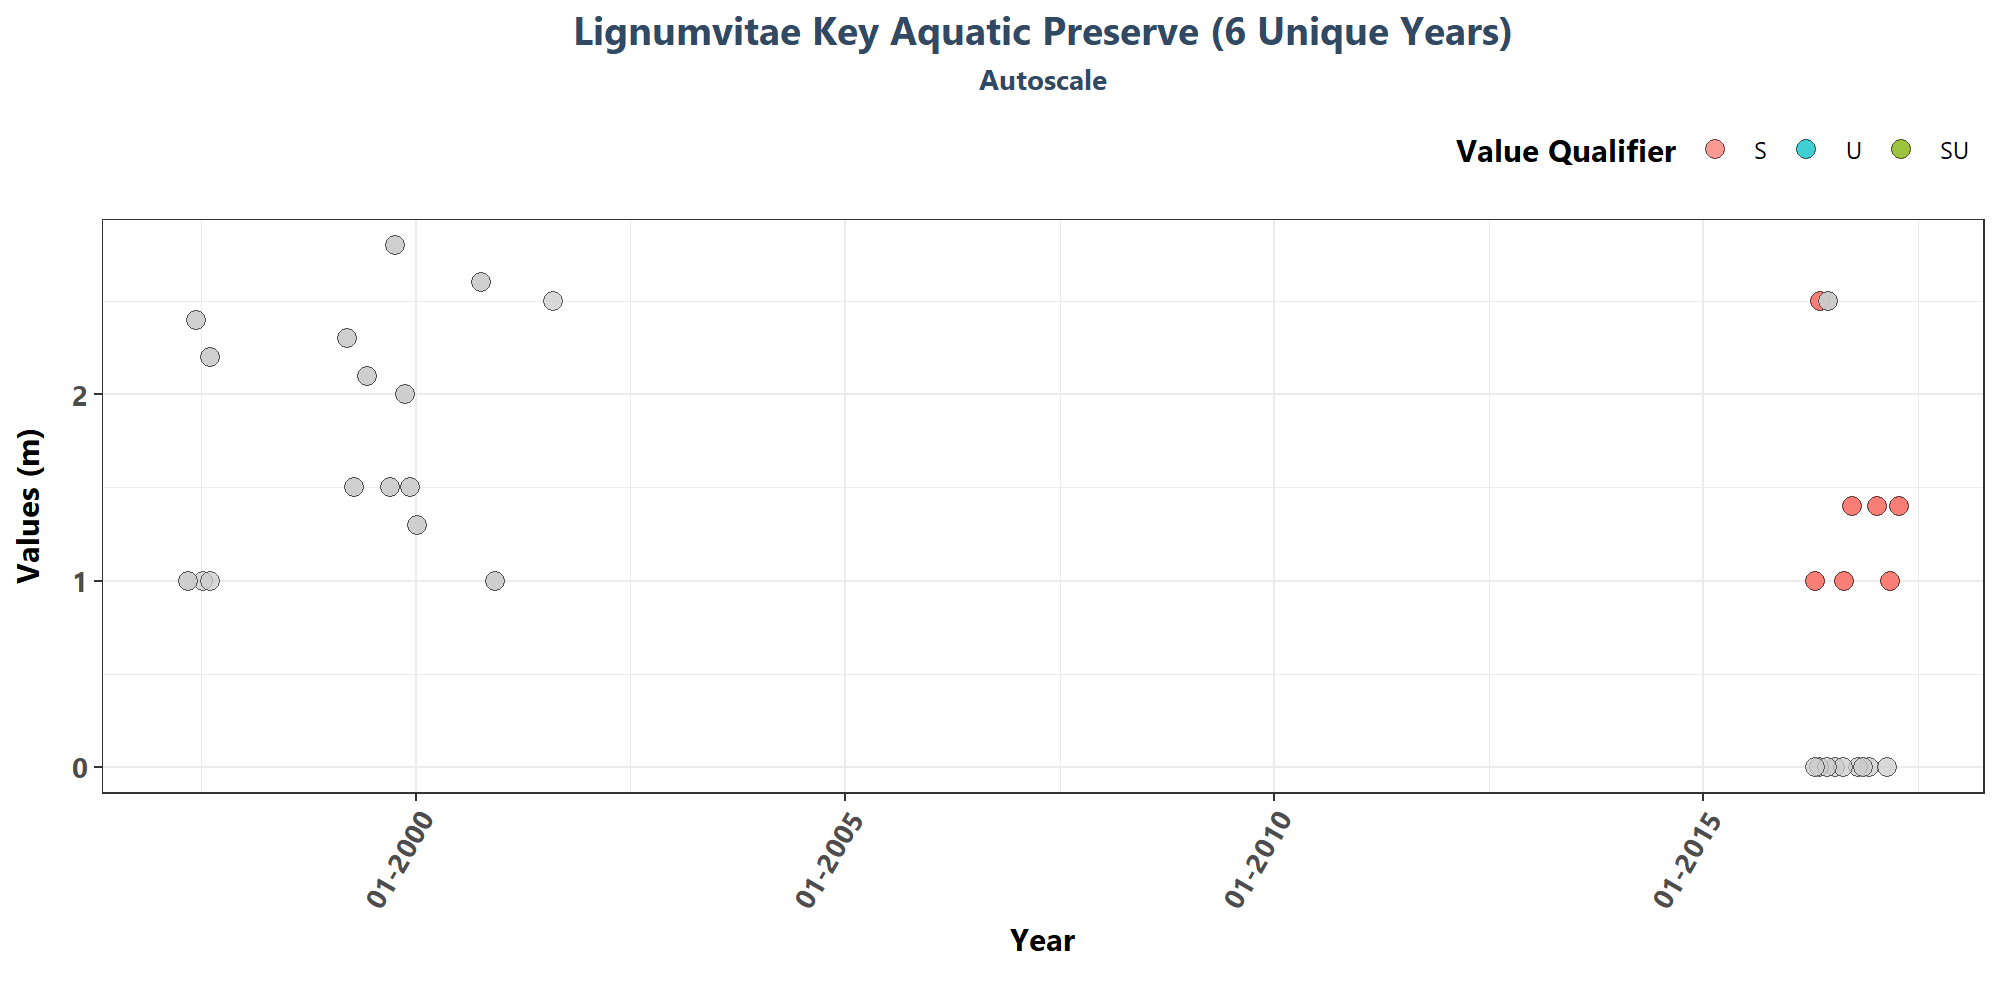 Lignumvitae Key Aquatic Preserve (6 Unique Years)
Autoscale
Value Qualifier S U SU
Values (m)
2
1
0
01-2000 01-2005 01-2010 01-2015
Year